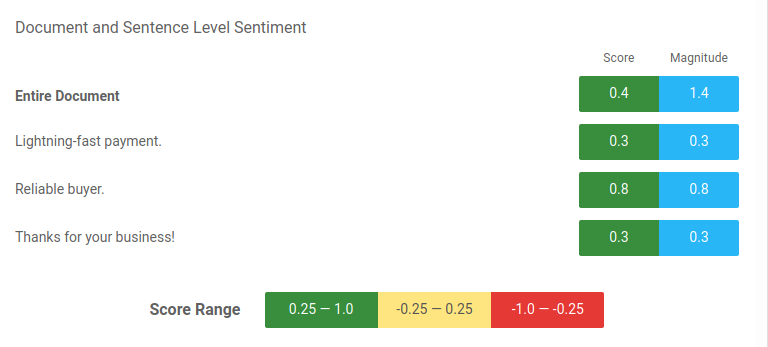 Document and Sentence Level Sentiment
Score Magnitude
Entire Document 0.4 1.4
Lightning-fast payment. 0.3 0.3
Reliable buyer. 0.8 0.8
Thanks for your business! 0.3 0.3
Score Range 0.25 — 1.0 -0.25 — 0.25 -1.0 — -0.25